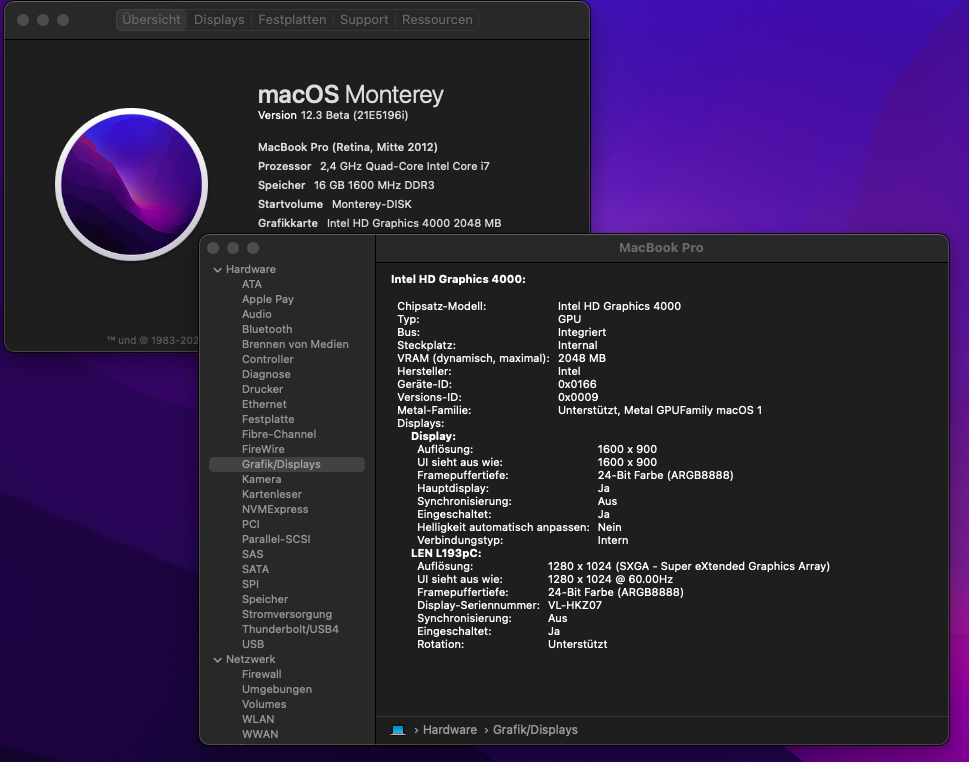 Übersicht Displays Festplatten Support Ressourcen
macOS Monterey
Version 12.3 Beta (21E5196i)
MacBook Pro (Retina, Mitte 2012)
Prozessor 2,4 GHz Quad-Core Intel Core i7
Speicher 16 GB 1600 MHz DDR3
Startvolume Monterey-DISK
Grafikkarte Intel HD Graphics 4000 2048 MB
™ und © 1983-202
MacBook Pro
Hardware
ATA
Apple Pay
Audio
Bluetooth
Brennen von Medien
Controller
Diagnose
Drucker
Ethernet
Festplatte
Fibre-Channel
FireWire
Grafik/Displays
Kamera
Kartenleser
NVMExpress
PCI
Parallel-SCSI
SAS
SATA
SPI
Speicher
Stromversorgung
Thunderbolt/USB4
USB
Netzwerk
Firewall
Umgebungen
Volumes
WLAN
WWAN
Intel HD Graphics 4000:
Chipsatz-Modell: Intel HD Graphics 4000
Typ: GPU
Bus: Integriert
Steckplatz: Internal
VRAM (dynamisch, maximal): 2048 MB
Hersteller: Intel
Geräte-ID: 0x0166
Versions-ID: 0x0009
Metal-Familie: Unterstützt, Metal GPUFamily macOS 1
Displays:
Display:
Auflösung: 1600 x 900
UI sieht aus wie: 1600 x 900
Framepuffertiefe: 24-Bit Farbe (ARGB8888)
Hauptdisplay: Ja
Synchronisierung: Aus
Eingeschaltet: Ja
Helligkeit automatisch anpassen: Nein
Verbindungstyp: Intern
LEN L193pC:
Auflösung: 1280 x 1024 (SXGA - Super eXtended Graphics Array)
UI sieht aus wie: 1280 x 1024 @ 60.00Hz
Framepuffertiefe: 24-Bit Farbe (ARGB8888)
Display-Seriennummer: VL-HKZ07
Synchronisierung: Aus
Eingeschaltet: Ja
Rotation: Unterstützt
› Hardware › Grafik/Displays